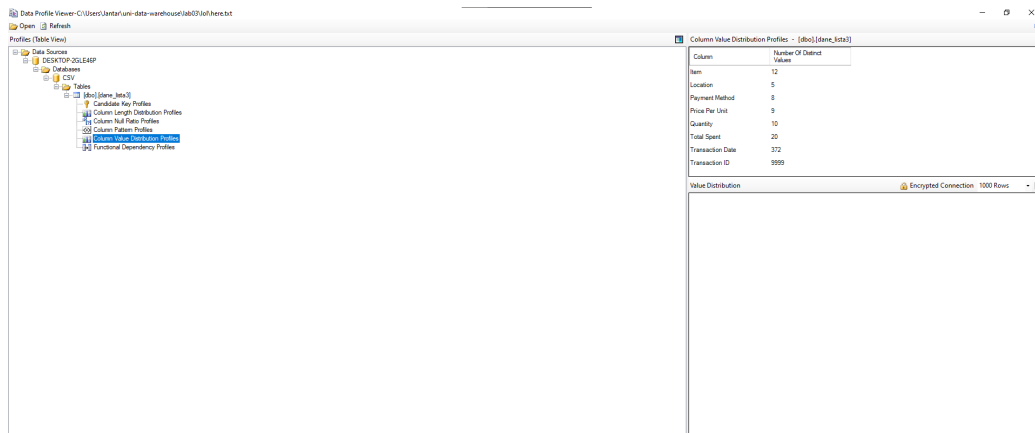 Data Profile Viewer-C:\Users\Jantar\uni-data-warehouse\lab03\lol\here.txt
Open Refresh
Profiles (Table View)
Data Sources
DESKTOP-2GLE46P
Databases
CSV
Tables
[dbo].[dane_lista3]
Candidate Key Profiles
Column Length Distribution Profiles
Column Null Ratio Profiles
Column Pattern Profiles
Column Value Distribution Profiles
Functional Dependency Profiles
Column Value Distribution Profiles - [dbo].[dane_lista3]
Column Number Of Distinct
Values
Item 12
Location 5
Payment Method 8
Price Per Unit 9
Quantity 10
Total Spent 20
Transaction Date 372
Transaction ID 9999
Value Distribution Encrypted Connection 1000 Rows